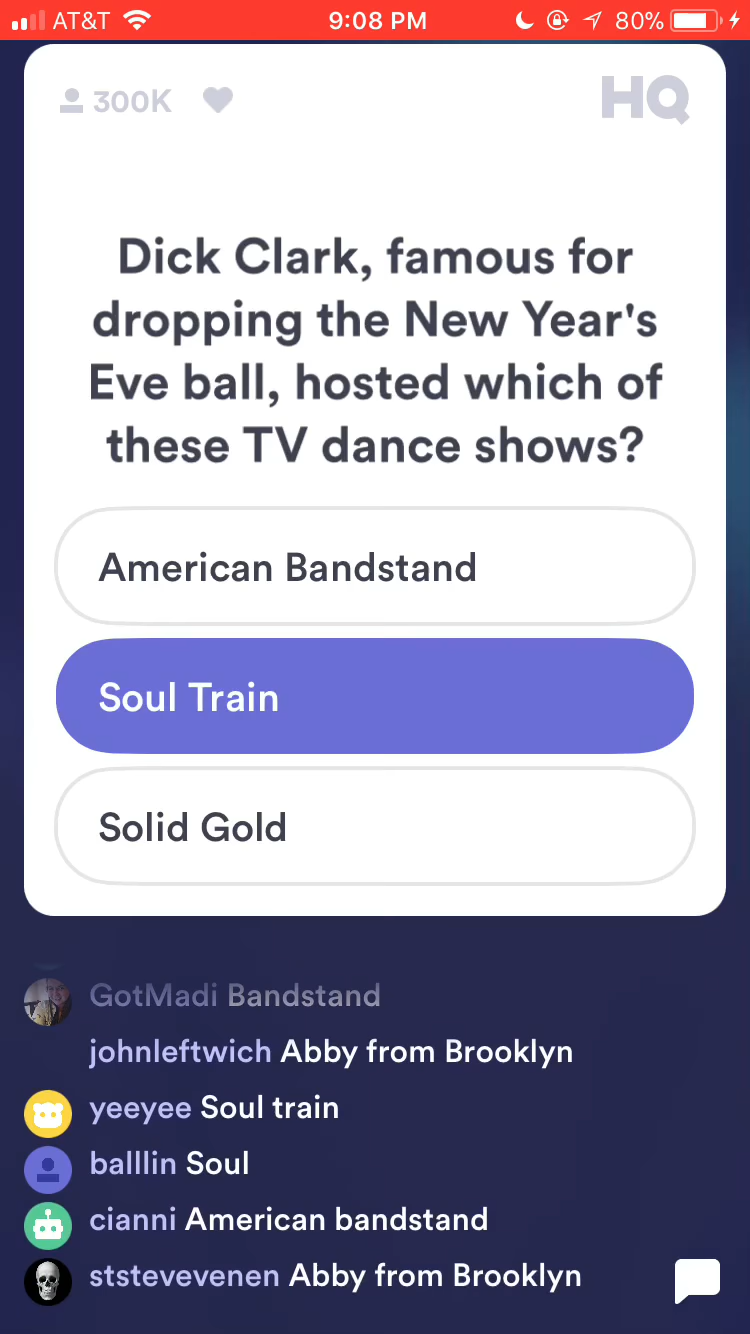 AT&T 9:08 PM 80%
300K HQ
Dick Clark, famous for
dropping the New Year's
Eve ball, hosted which of
these TV dance shows?
American Bandstand
Soul Train
Solid Gold
GotMadi Bandstand
johnleftwich Abby from Brooklyn
yeeyee Soul train
balllin Soul
cianni American bandstand
ststevevenen Abby from Brooklyn